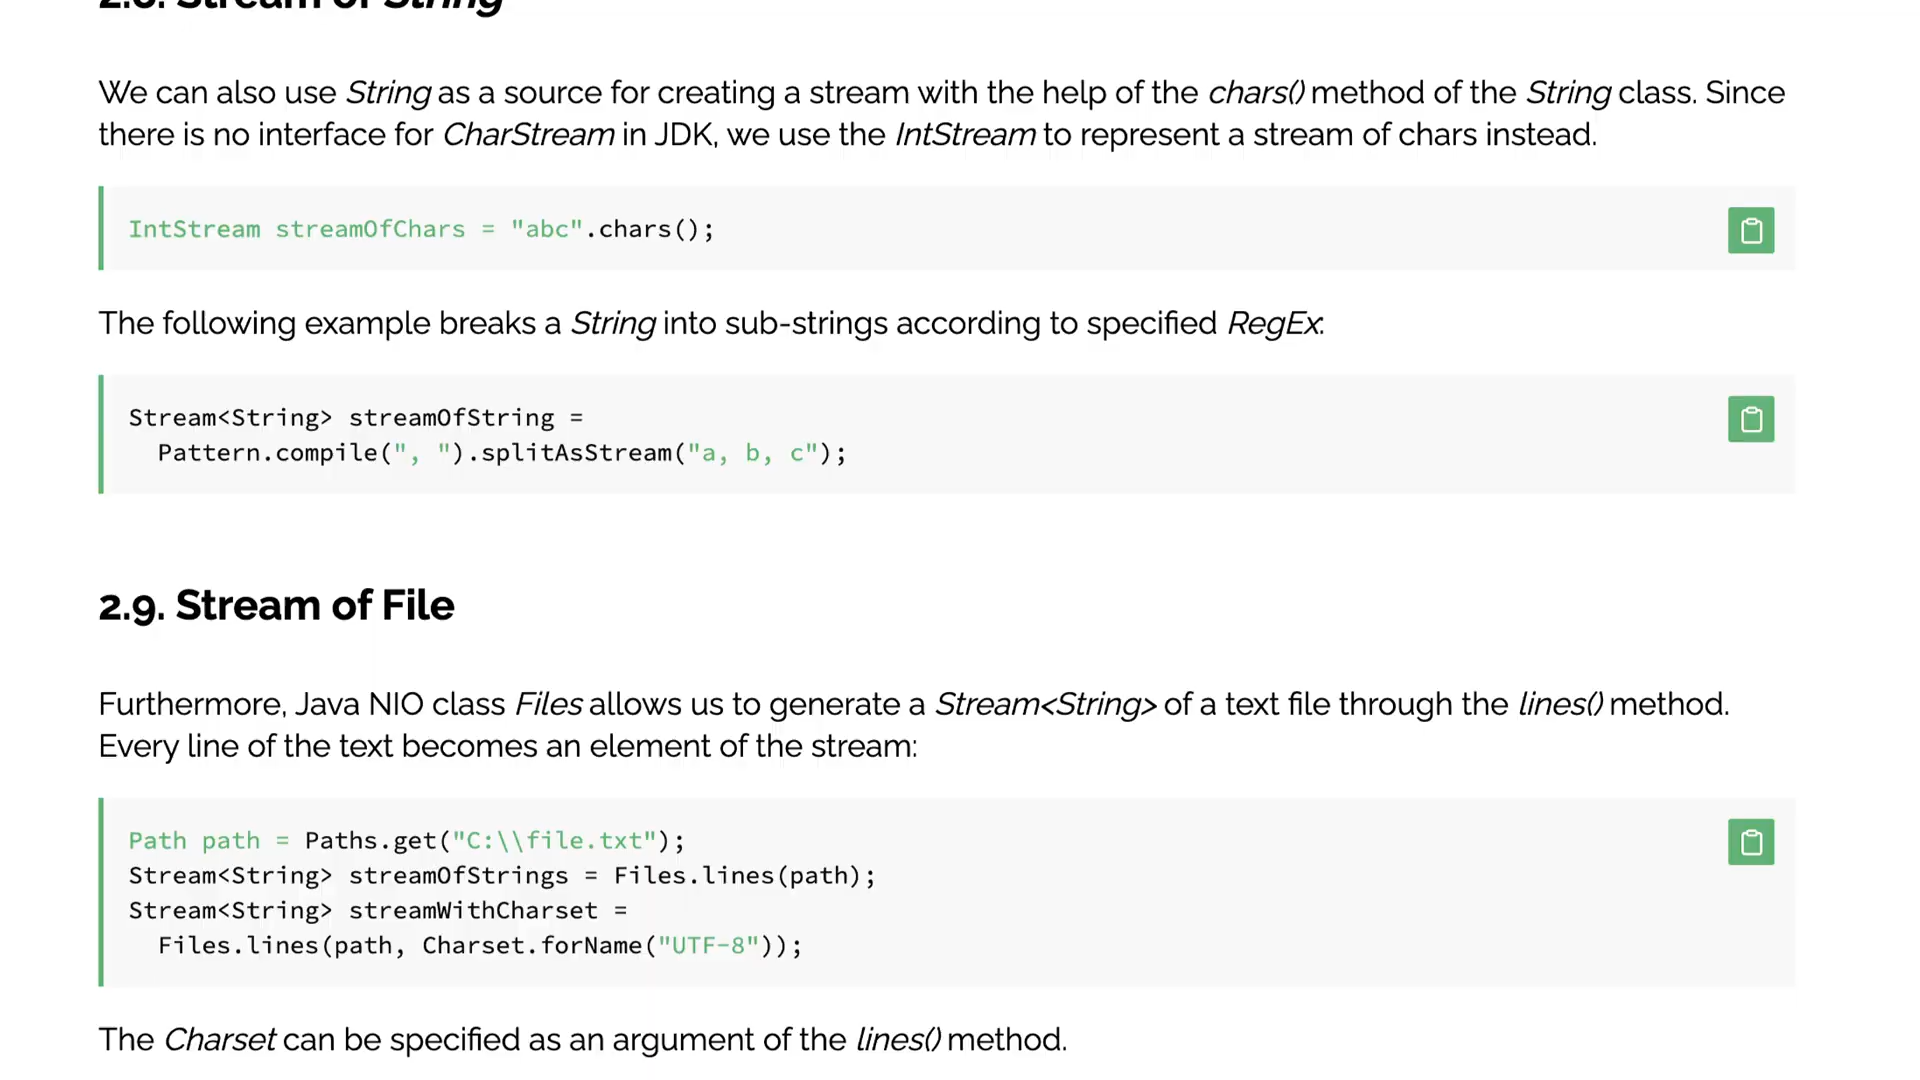 2.8. Stream of String
We can also use String as a source for creating a stream with the help of the chars() method of the String class. Since
there is no interface for CharStream in JDK, we use the IntStream to represent a stream of chars instead.
IntStream streamOfChars = "abc".chars();
The following example breaks a String into sub-strings according to specified RegEx:
Stream<String> streamOfString =
  Pattern.compile(", ").splitAsStream("a, b, c");
2.9. Stream of File
Furthermore, Java NIO class Files allows us to generate a Stream<String> of a text file through the lines() method.
Every line of the text becomes an element of the stream:
Path path = Paths.get("C:\\file.txt");
Stream<String> streamOfStrings = Files.lines(path);
Stream<String> streamWithCharset =
  Files.lines(path, Charset.forName("UTF-8"));
The Charset can be specified as an argument of the lines() method.